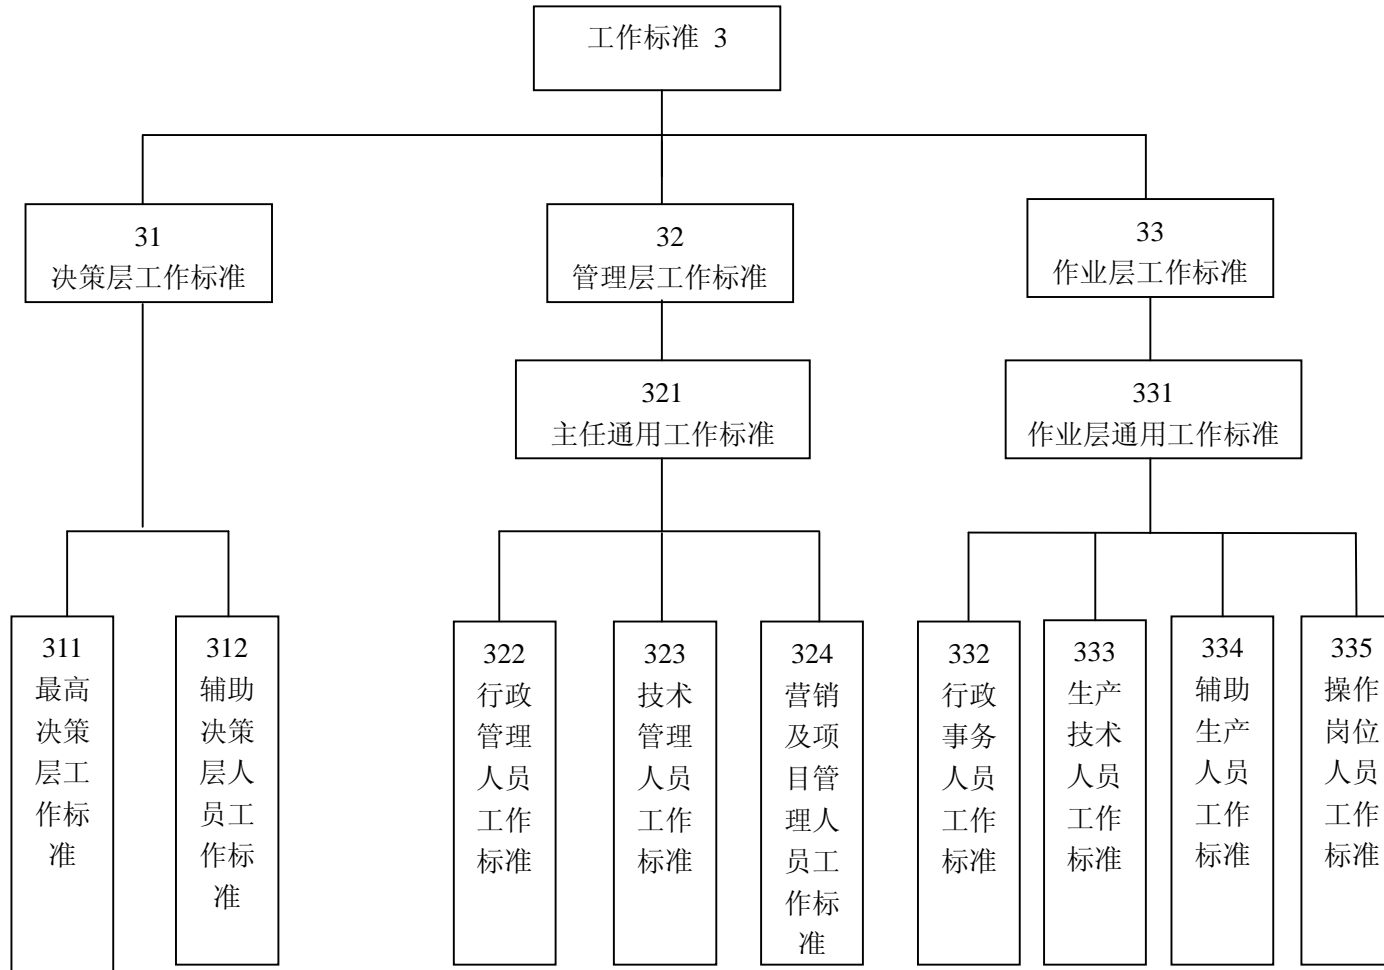 工作标准 3
31
决策层工作标准
32
管理层工作标准
33
作业层工作标准
321
主任通用工作标准
331
作业层通用工作标准
311
最高
决策
层工
作标
准
312
辅助
决策
层人
员工
作标
准
322
行政
管理
人员
工作
标准
323
技术
管理
人员
工作
标准
324
营销
及项
目管
理人
员工
作标
准
332
行政
事务
人员
工作
标准
333
生产
技术
人员
工作
标准
334
辅助
生产
人员
工作
标准
335
操作
岗位
人员
工作
标准